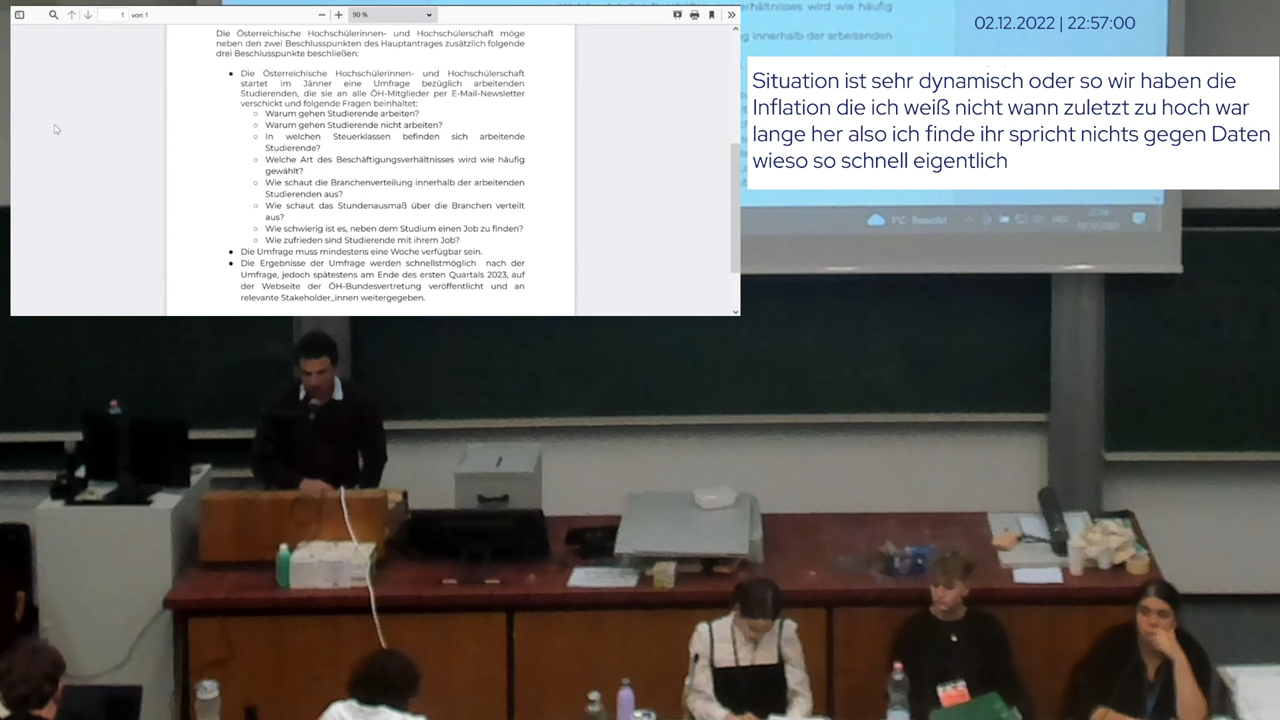 1 von 1
90 %
Die Österreichische Hochschülerinnen- und Hochschülerschaft möge
neben den zwei Beschlusspunkten des Hauptantrages zusätzlich folgende
drei Beschlusspunkte beschließen:
● Die Österreichische Hochschülerinnen- und Hochschülerschaft
startet im Jänner eine Umfrage bezüglich arbeitenden
Studierenden, die sie an alle ÖH-Mitglieder per E-Mail-Newsletter
verschickt und folgende Fragen beinhaltet:
○ Warum gehen Studierende arbeiten?
○ Warum gehen Studierende nicht arbeiten?
○ In welchen Steuerklassen befinden sich arbeitende
Studierende?
○ Welche Art des Beschäftigungsverhältnisses wird wie häufig
gewählt?
○ Wie schaut die Branchenverteilung innerhalb der arbeitenden
Studierenden aus?
○ Wie schaut das Stundenausmaß über die Branchen verteilt
aus?
○ Wie schwierig ist es, neben dem Studium einen Job zu finden?
○ Wie zufrieden sind Studierende mit ihrem Job?
● Die Umfrage muss mindestens eine Woche verfügbar sein.
● Die Ergebnisse der Umfrage werden schnellstmöglich nach der
Umfrage, jedoch spätestens am Ende des ersten Quartals 2023, auf
der Webseite der ÖH-Bundesvertretung veröffentlicht und an
relevante Stakeholder_innen weitergegeben.
wird wie häufig
innerhalb der arbeitenden
02.12.2022 | 22:57:00
Situation ist sehr dynamisch oder so wir haben die
Inflation die ich weiß nicht wann zuletzt zu hoch war
lange her also ich finde ihr spricht nichts gegen Daten
wieso so schnell eigentlich
1°C